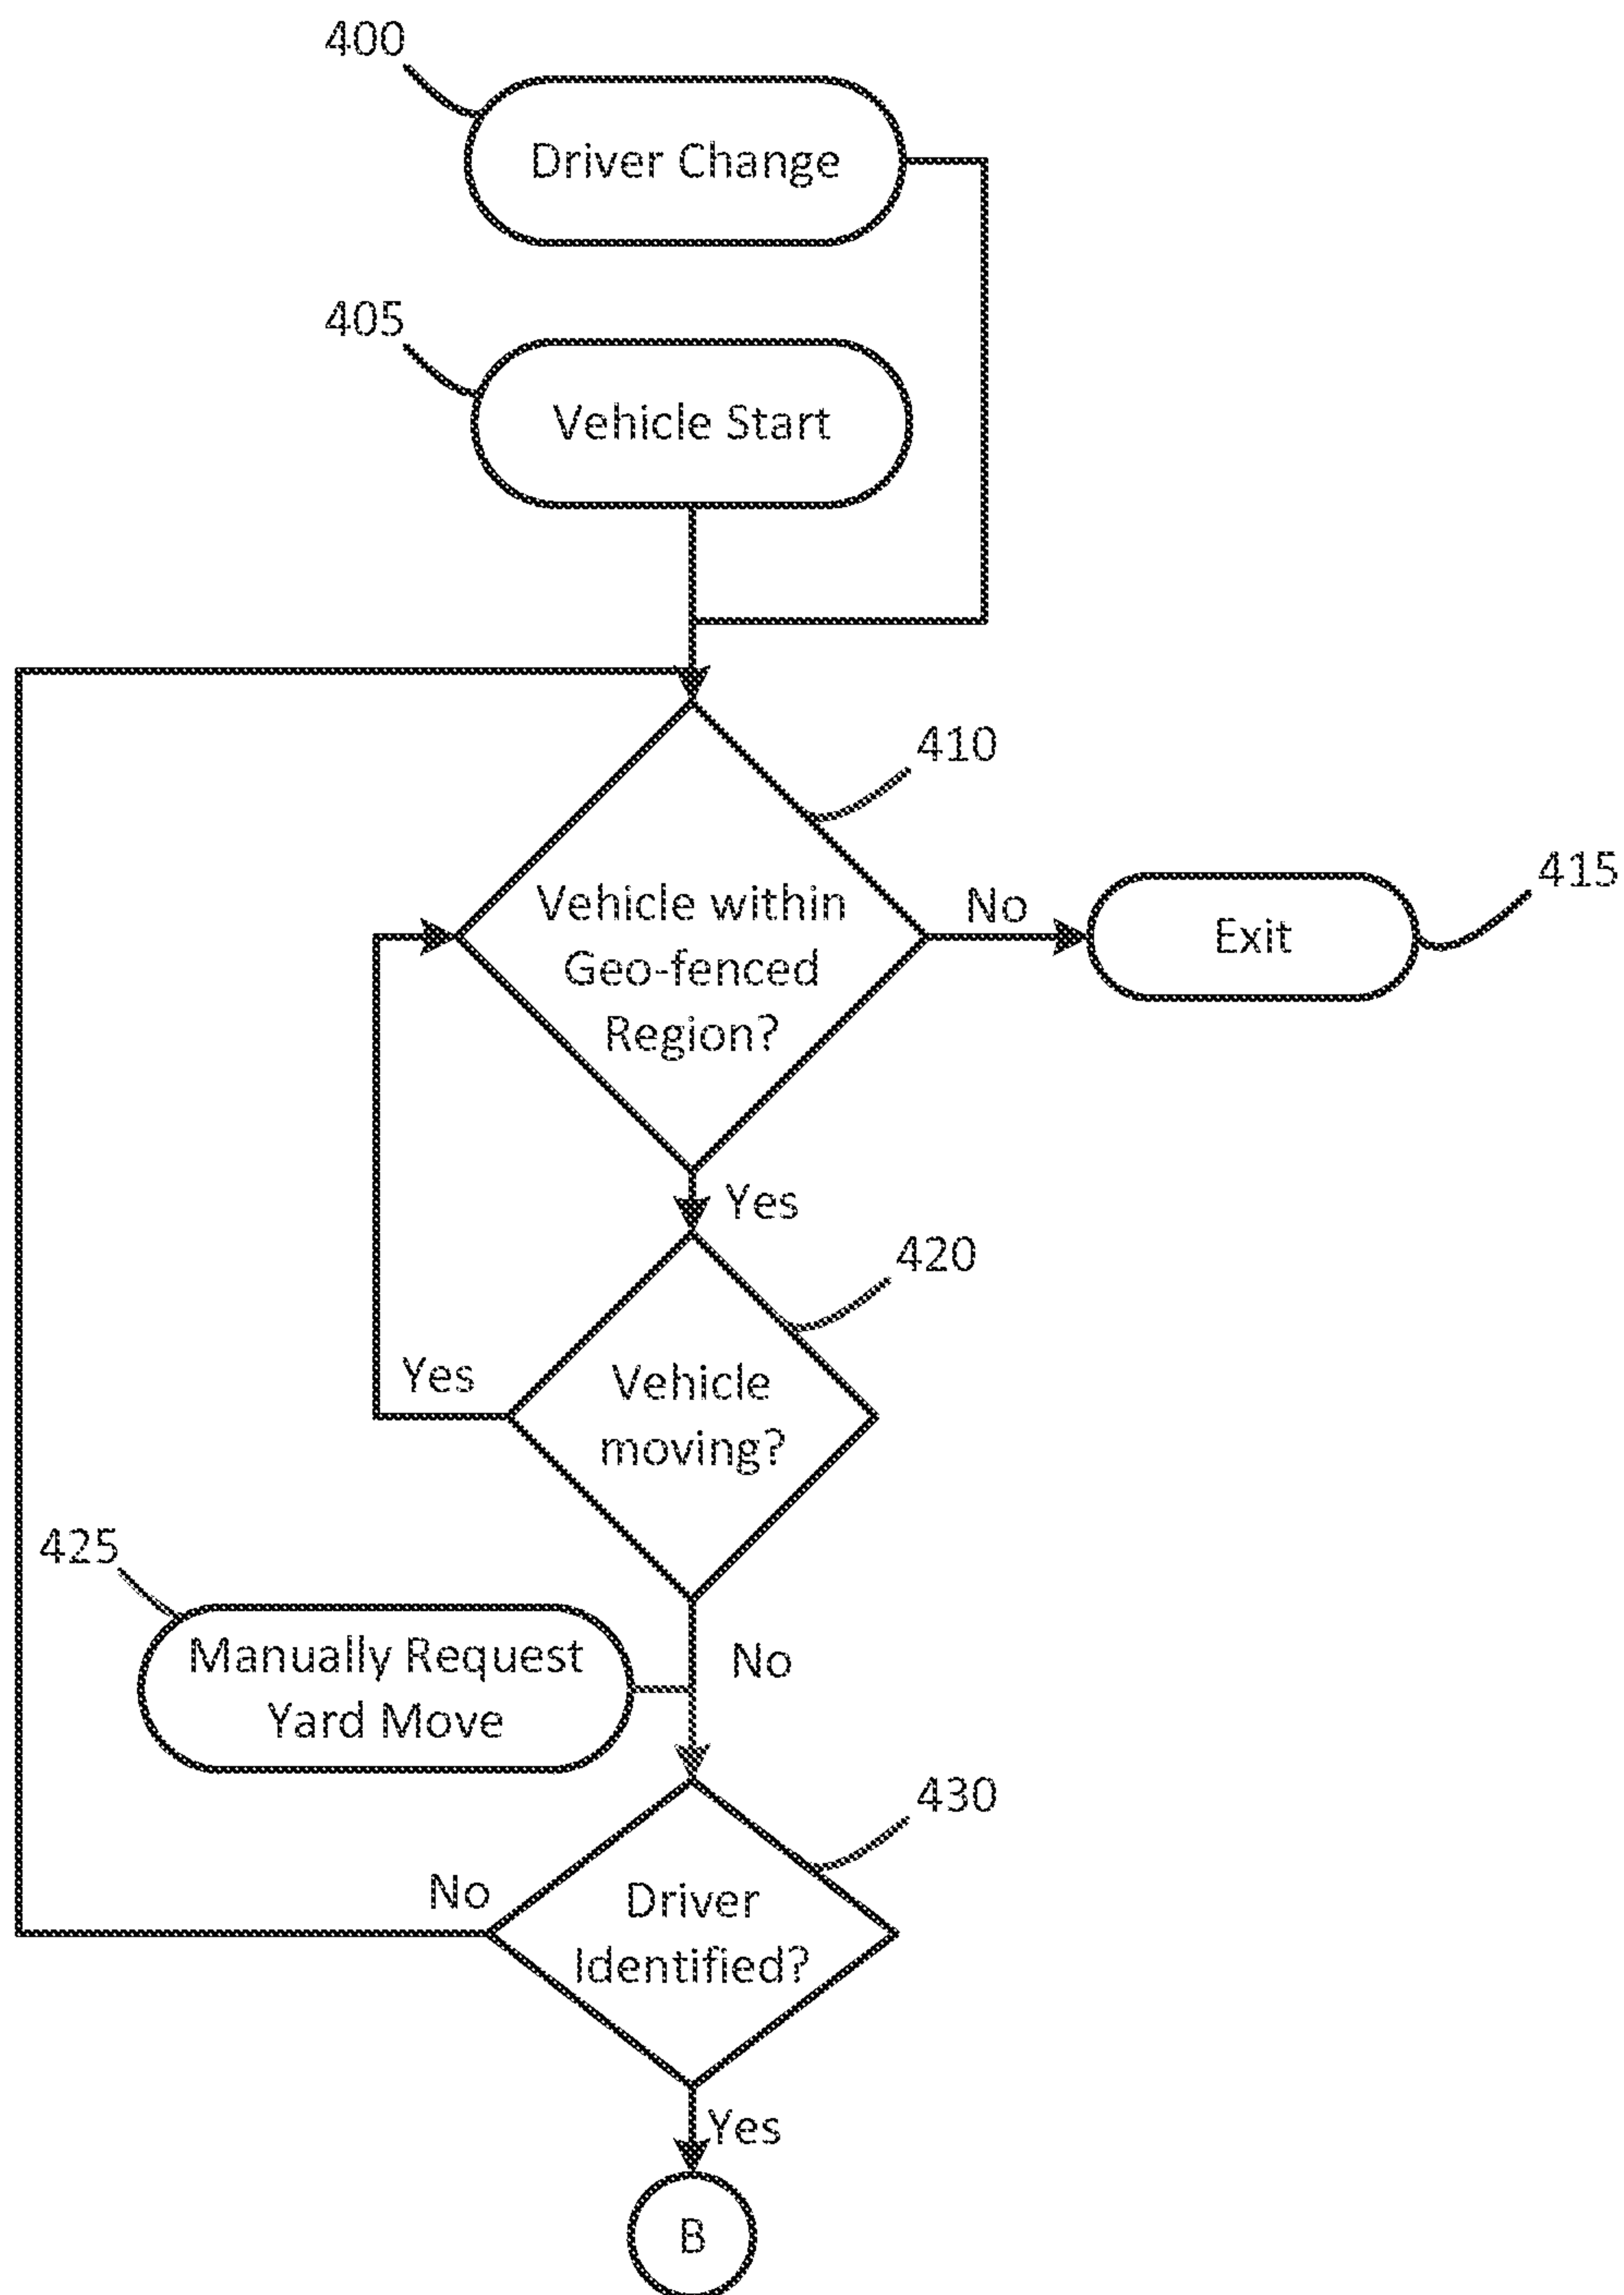 400
Driver Change
405
Vehicle Start
410
Vehicle within
Geo-fenced
Region?
No
415
Exit
Yes
420
Vehicle
moving?
Yes
425
Manually Request
Yard Move
No
430
Driver
Identified?
No
Yes
B